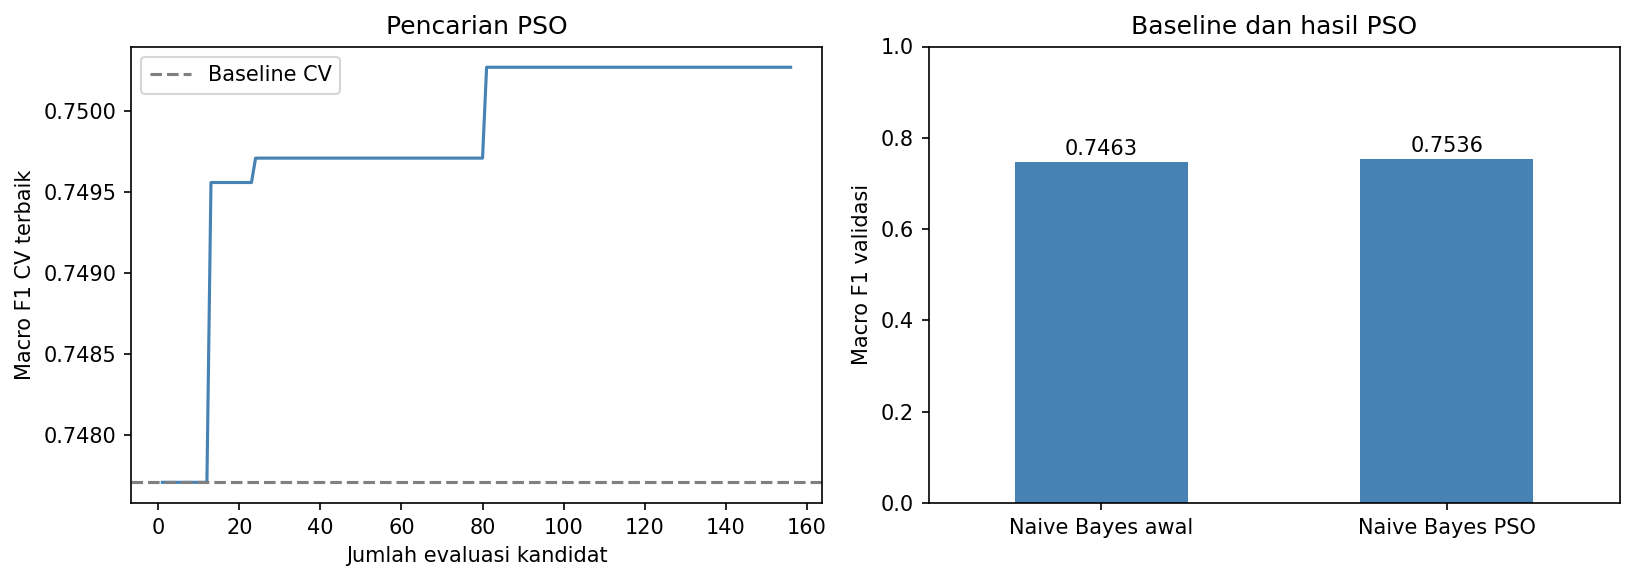 Pencarian PSO
Baseline CV
Macro F1 CV terbaik
0.7500
0.7495
0.7490
0.7485
0.7480
0 20 40 60 80 100 120 140 160
Jumlah evaluasi kandidat
Baseline dan hasil PSO
Macro F1 validasi
1.0
0.8
0.6
0.4
0.2
0.0
0.7463
0.7536
Naive Bayes awal
Naive Bayes PSO